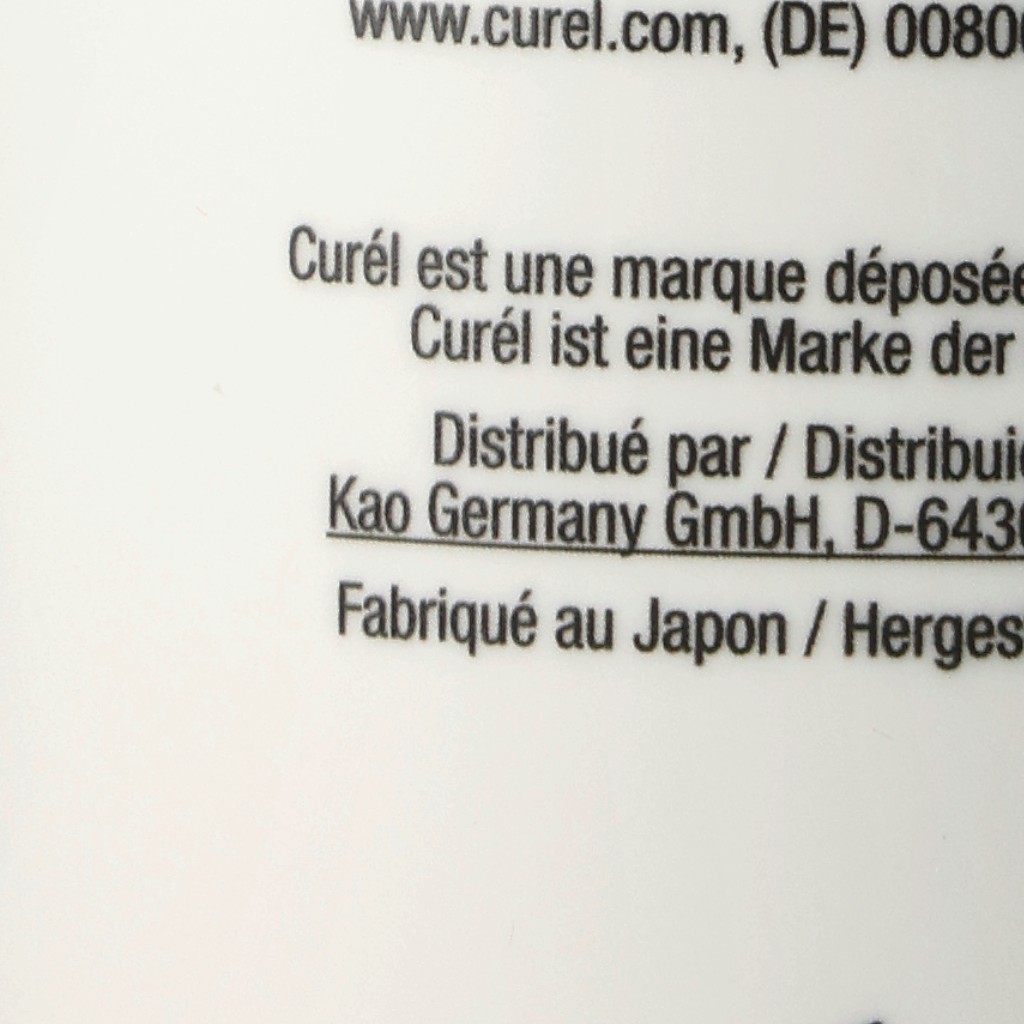 www.curel.com, (DE) 0080
Curél est une marque déposée
Curél ist eine Marke der
Distribué par / Distribui
Kao Germany GmbH, D-643
Fabriqué au Japon / Herges